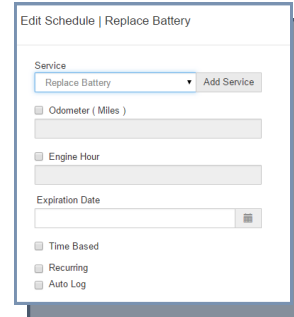 Edit Schedule | Replace Battery
Service
Replace Battery Add Service
Odometer ( Miles )
Engine Hour
Expiration Date
Time Based
Recurring
Auto Log